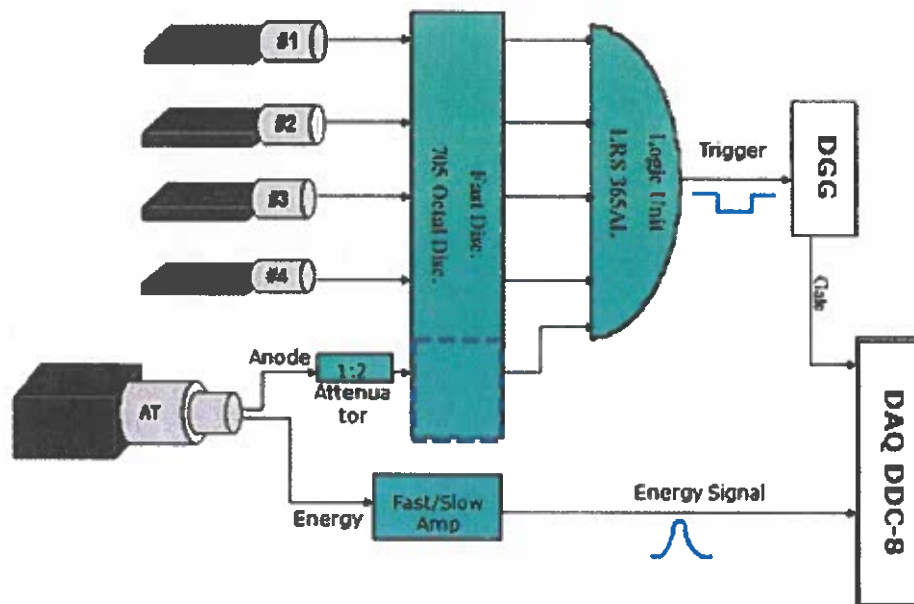 #1
#2
#3
#4
Fast Disc.
705 Octal Disc.
Logic Unit
LRS 365AL
Trigger
DGG
Gate
AT
Anode
1:2
Attenua
tor
Energy
Fast/Slow
Amp
Energy Signal
DAQ DDC-8